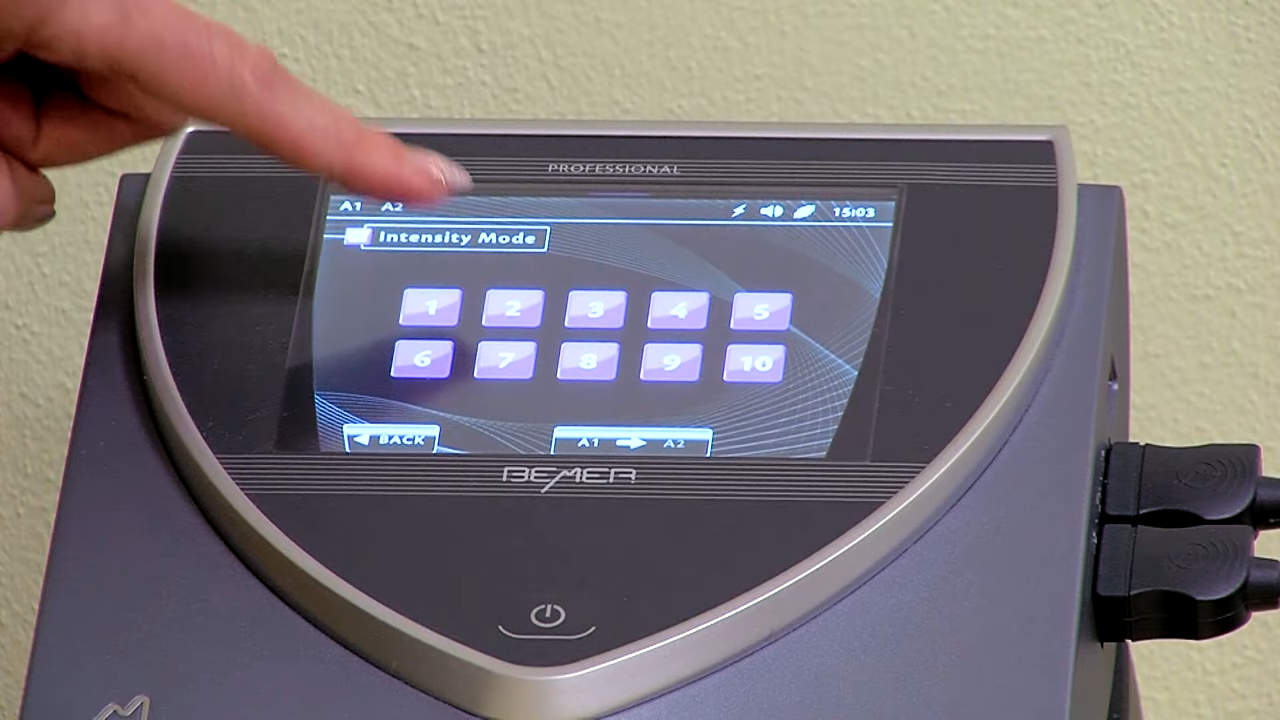 PROFESSIONAL
A1 A2 15:03
Intensity Mode
1 2 3 4 5
6 7 8 9 10
BACK A1 A2
BEMER